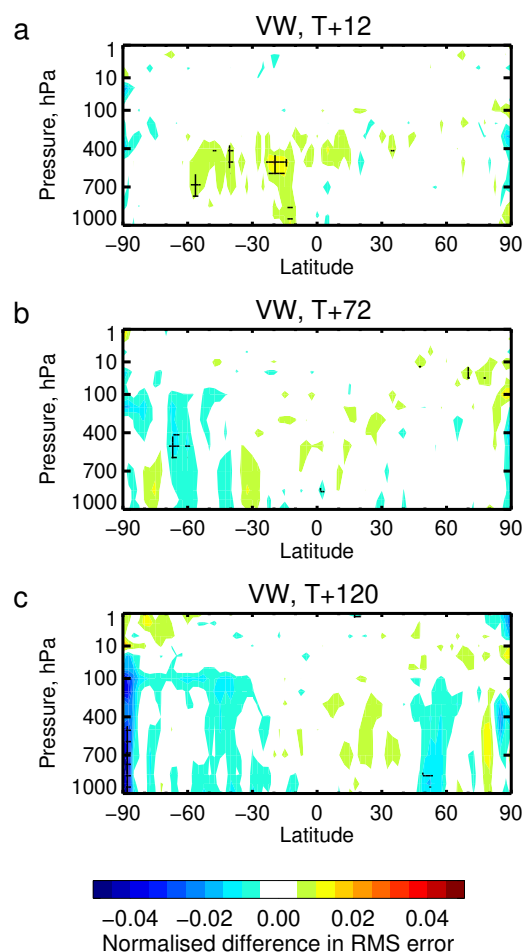 a
VW, T+12
1
10
100
400
700
1000
Pressure, hPa
−90 −60 −30 0 30 60 90
Latitude
b
VW, T+72
1
10
100
400
700
1000
Pressure, hPa
−90 −60 −30 0 30 60 90
Latitude
c
VW, T+120
1
10
100
400
700
1000
Pressure, hPa
−90 −60 −30 0 30 60 90
Latitude
−0.04 −0.02 0.00 0.02 0.04
Normalised difference in RMS error